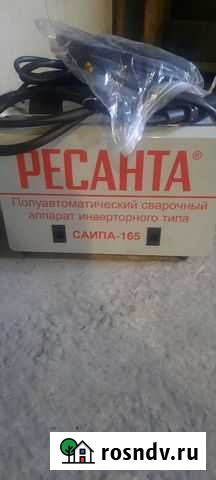 РЕСАНТА®
Полуавтоматический сварочный
аппарат инверторного типа
САИПА-165
rosndv.ru